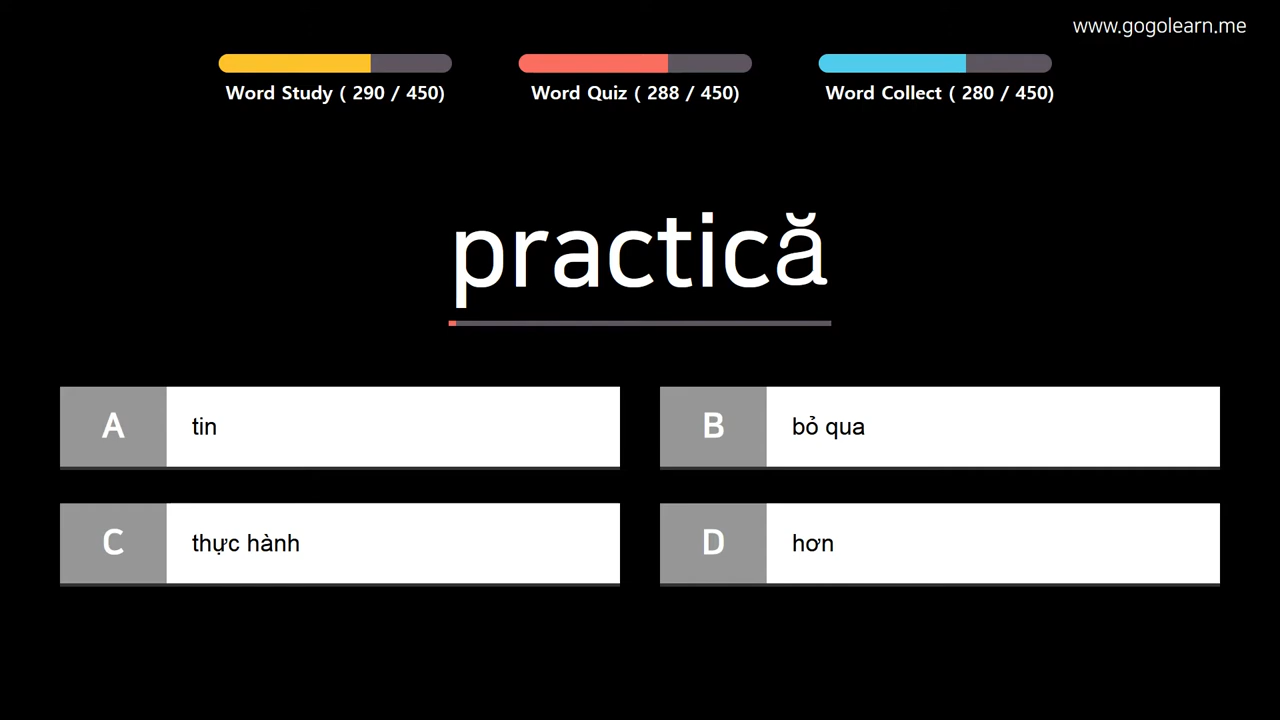 www.gogolearn.me
Word Study ( 290 / 450)
Word Quiz ( 288 / 450)
Word Collect ( 280 / 450)
practică
A tin
B bỏ qua
C thực hành
D hơn